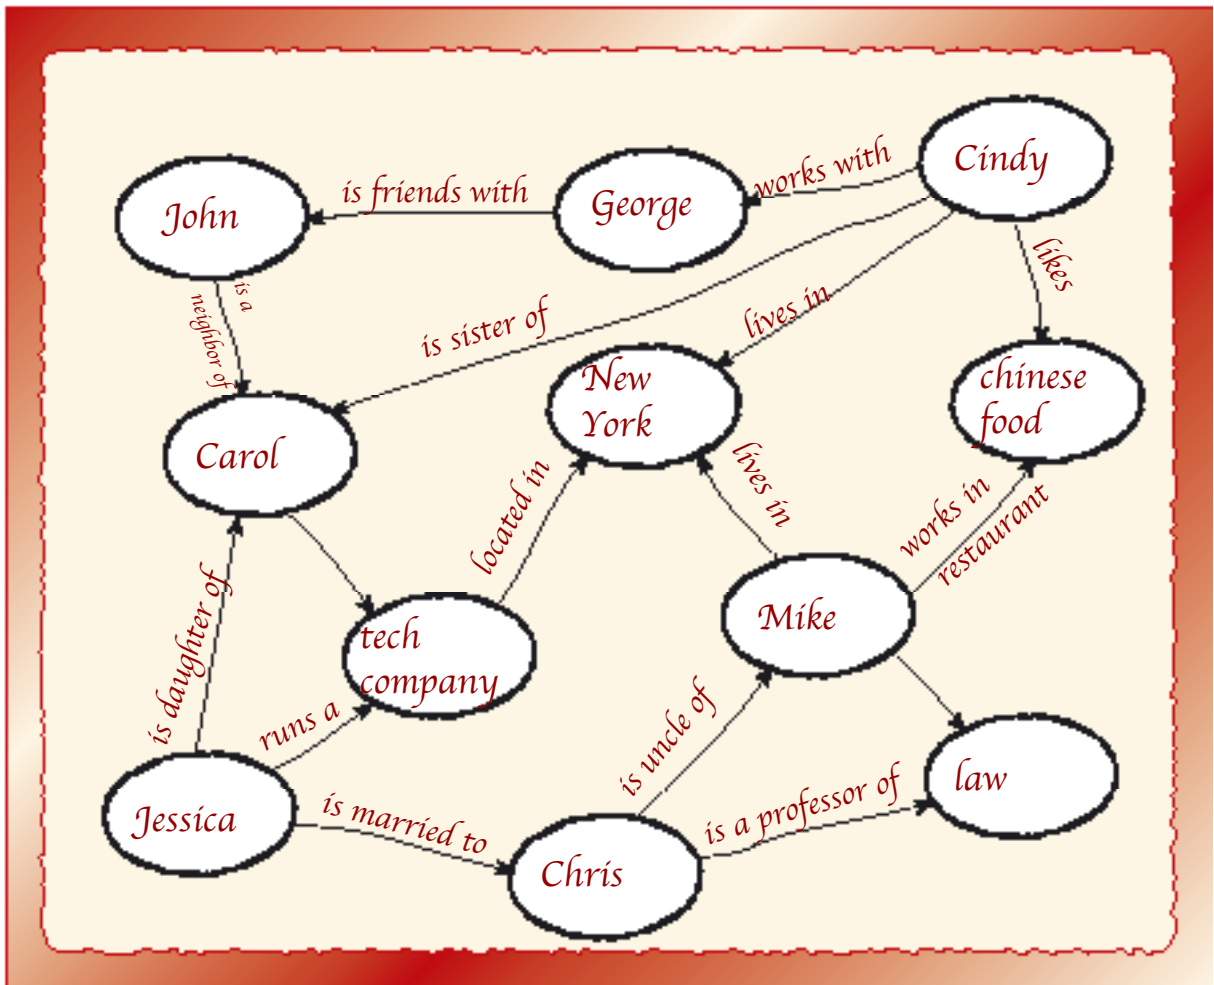 Cindy
works with
is friends with
George
John
likes
is a
neighbor of
is sister of
lives in
New
York
chinese
food
Carol
located in
lives in
works in
restaurant
is daughter of
tech
company
Mike
runs a
is uncle of
is married to
is a professor of
law
Jessica
Chris